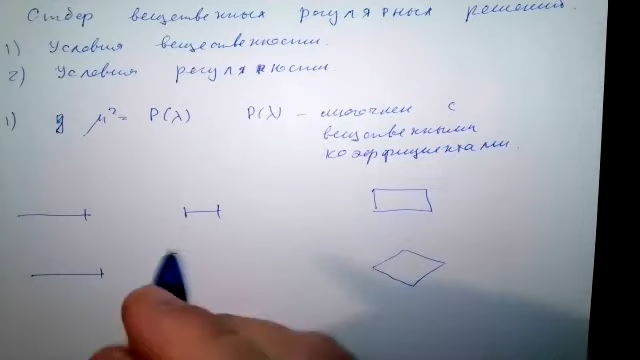 Отбор вещественных регулярных решений.
1) Условия вещественности.
2) Условия регулярности.
1) μ² = P(λ) P(λ) - многочлен с
вещественными
коэффициентами.